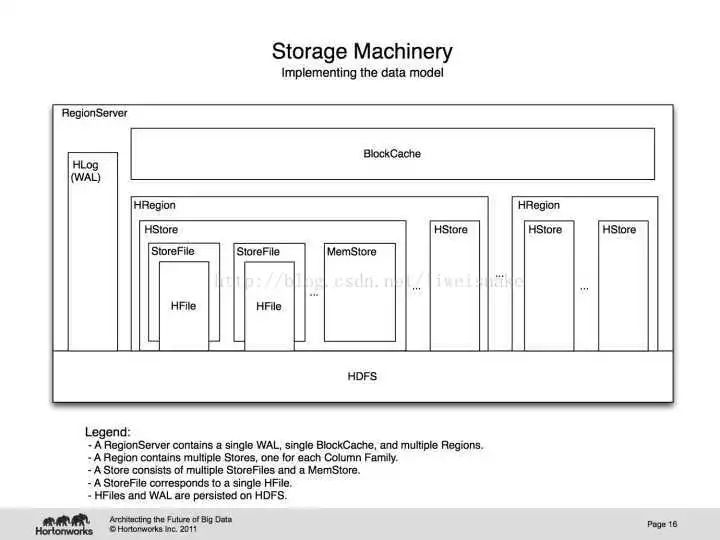 Storage Machinery
Implementing the data model
RegionServer
BlockCache
HLog
(WAL)
HRegion
HRegion
HStore
HStore
HStore
HStore
StoreFile
StoreFile
MemStore
http://blog.csdn.net/jiweisnake
...
...
...
...
HFile
HFile
HDFS
Legend:
- A RegionServer contains a single WAL, single BlockCache, and multiple Regions.
- A Region contains multiple Stores, one for each Column Family.
- A Store consists of multiple StoreFiles and a MemStore.
- A StoreFile corresponds to a single HFile.
- HFiles and WAL are persisted on HDFS.
Hortonworks
Architecting the Future of Big Data
© Hortonworks Inc. 2011
Page 16